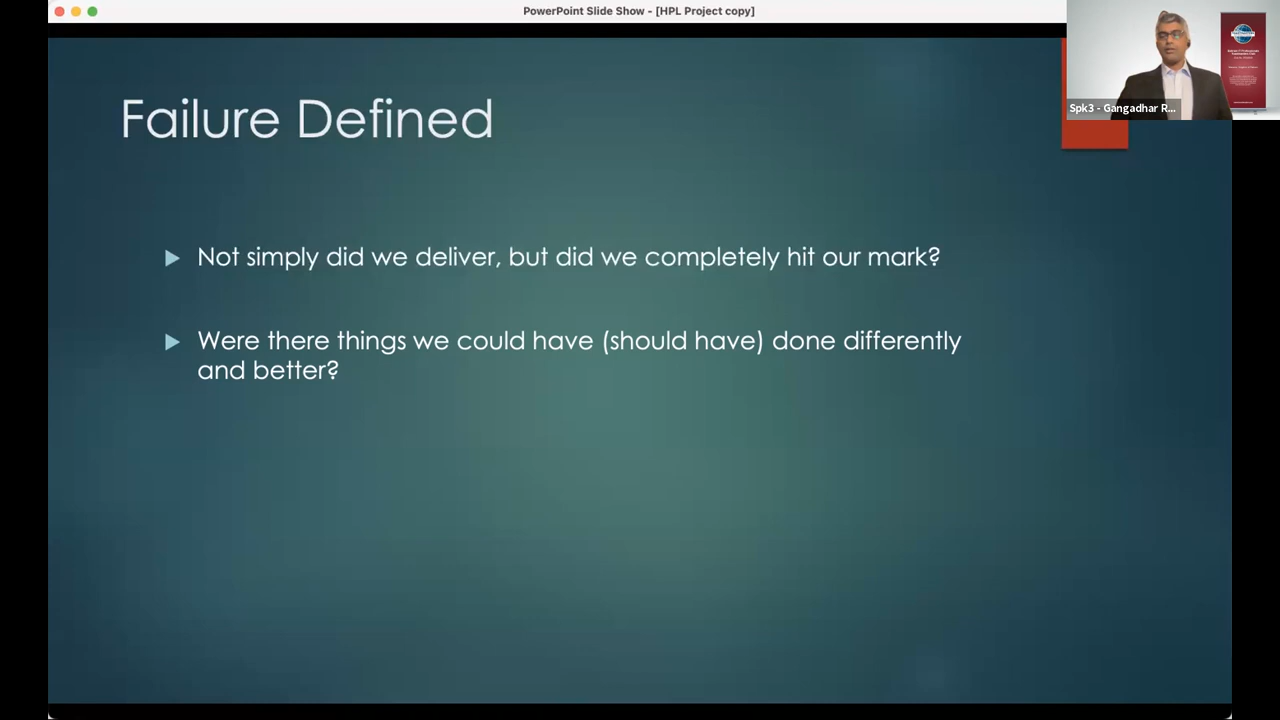 PowerPoint Slide Show - [HPL Project copy]
Spk3 - Gangadhar R...
Failure Defined
Not simply did we deliver, but did we completely hit our mark?
Were there things we could have (should have) done differently
and better?